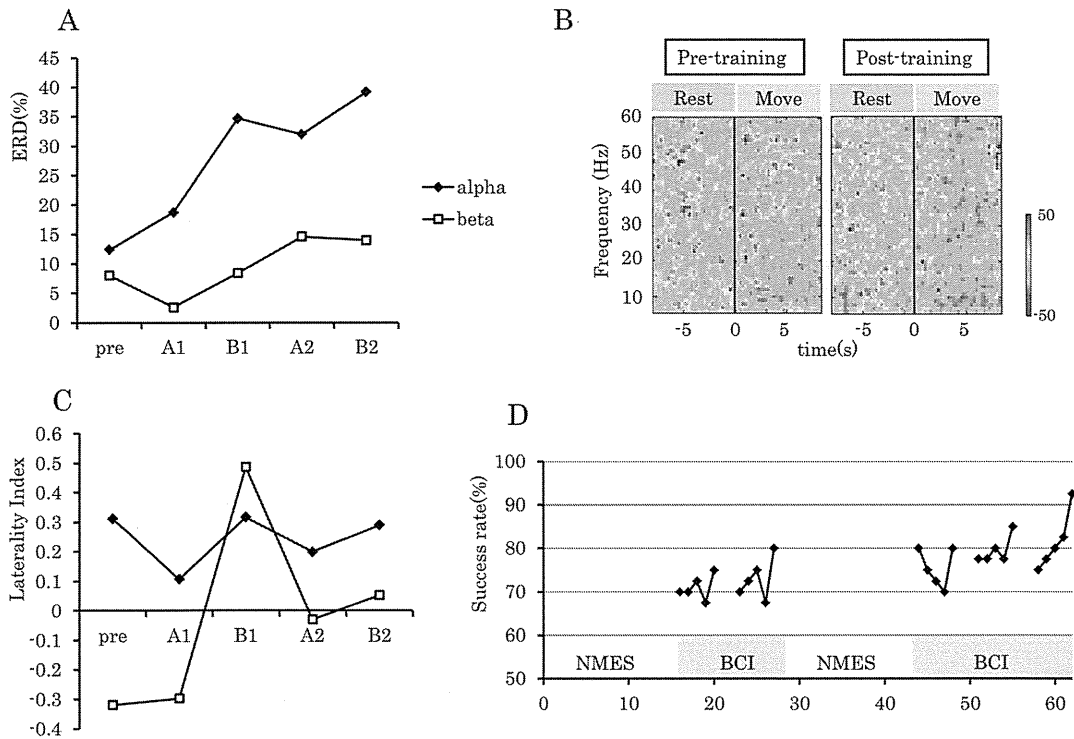 A
45
40
35
30
25
20
15
10
5
0
ERD(%)
pre A1 B1 A2 B2
alpha
beta
B
Pre-training Post-training
Rest Move Rest Move
60
50
40
30
20
10
Frequency (Hz)
-5 0 5 -5 0 5
time(s)
50
-50
C
0.6
0.5
0.4
0.3
0.2
0.1
0
-0.1
-0.2
-0.3
-0.4
Laterality Index
pre A1 B1 A2 B2
D
100
90
80
70
60
50
Success rate(%)
NMES BCI NMES BCI
0 10 20 30 40 50 60